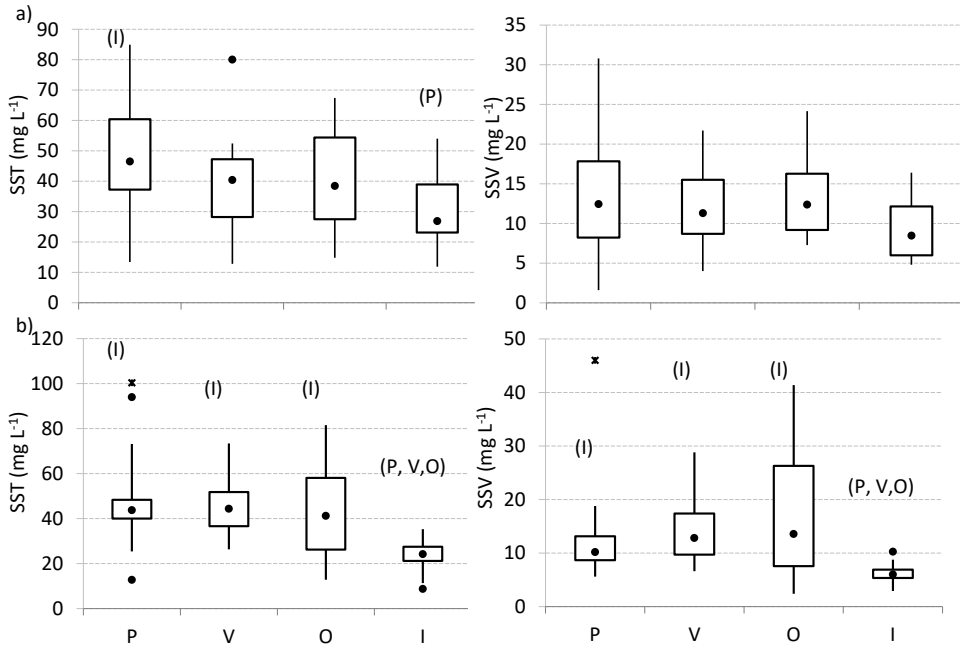 a)
SST (mg L⁻¹)
90
80
70
60
50
40
30
20
10
0
(I)
(P)
SSV (mg L⁻¹)
35
30
25
20
15
10
5
0
b)
SST (mg L⁻¹)
120
100
80
60
40
20
0
(I)
(I)
(I)
(P, V,O)
P V O I
SSV (mg L⁻¹)
50
40
30
20
10
0
(I)
(I)
(I)
(P, V,O)
P V O I